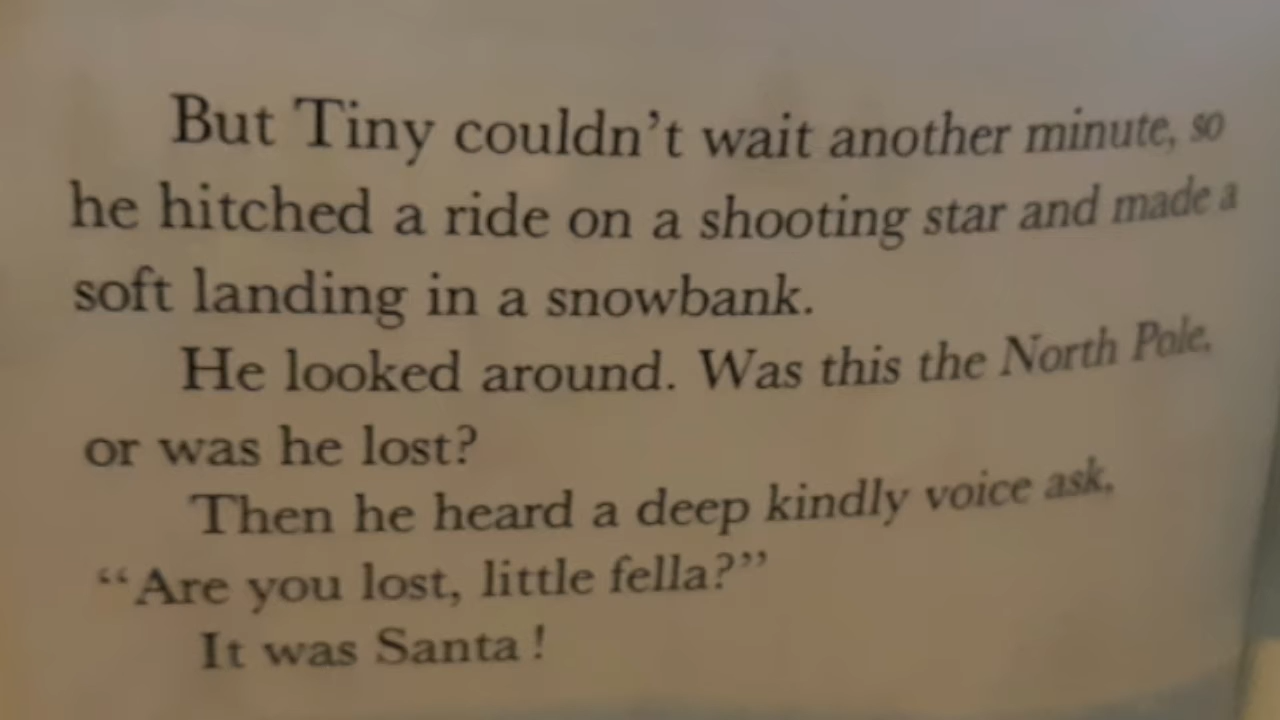 But Tiny couldn't wait another minute, so
he hitched a ride on a shooting star and made a
soft landing in a snowbank.
He looked around. Was this the North Pole,
or was he lost?
Then he heard a deep kindly voice ask,
“Are you lost, little fella?”
It was Santa!